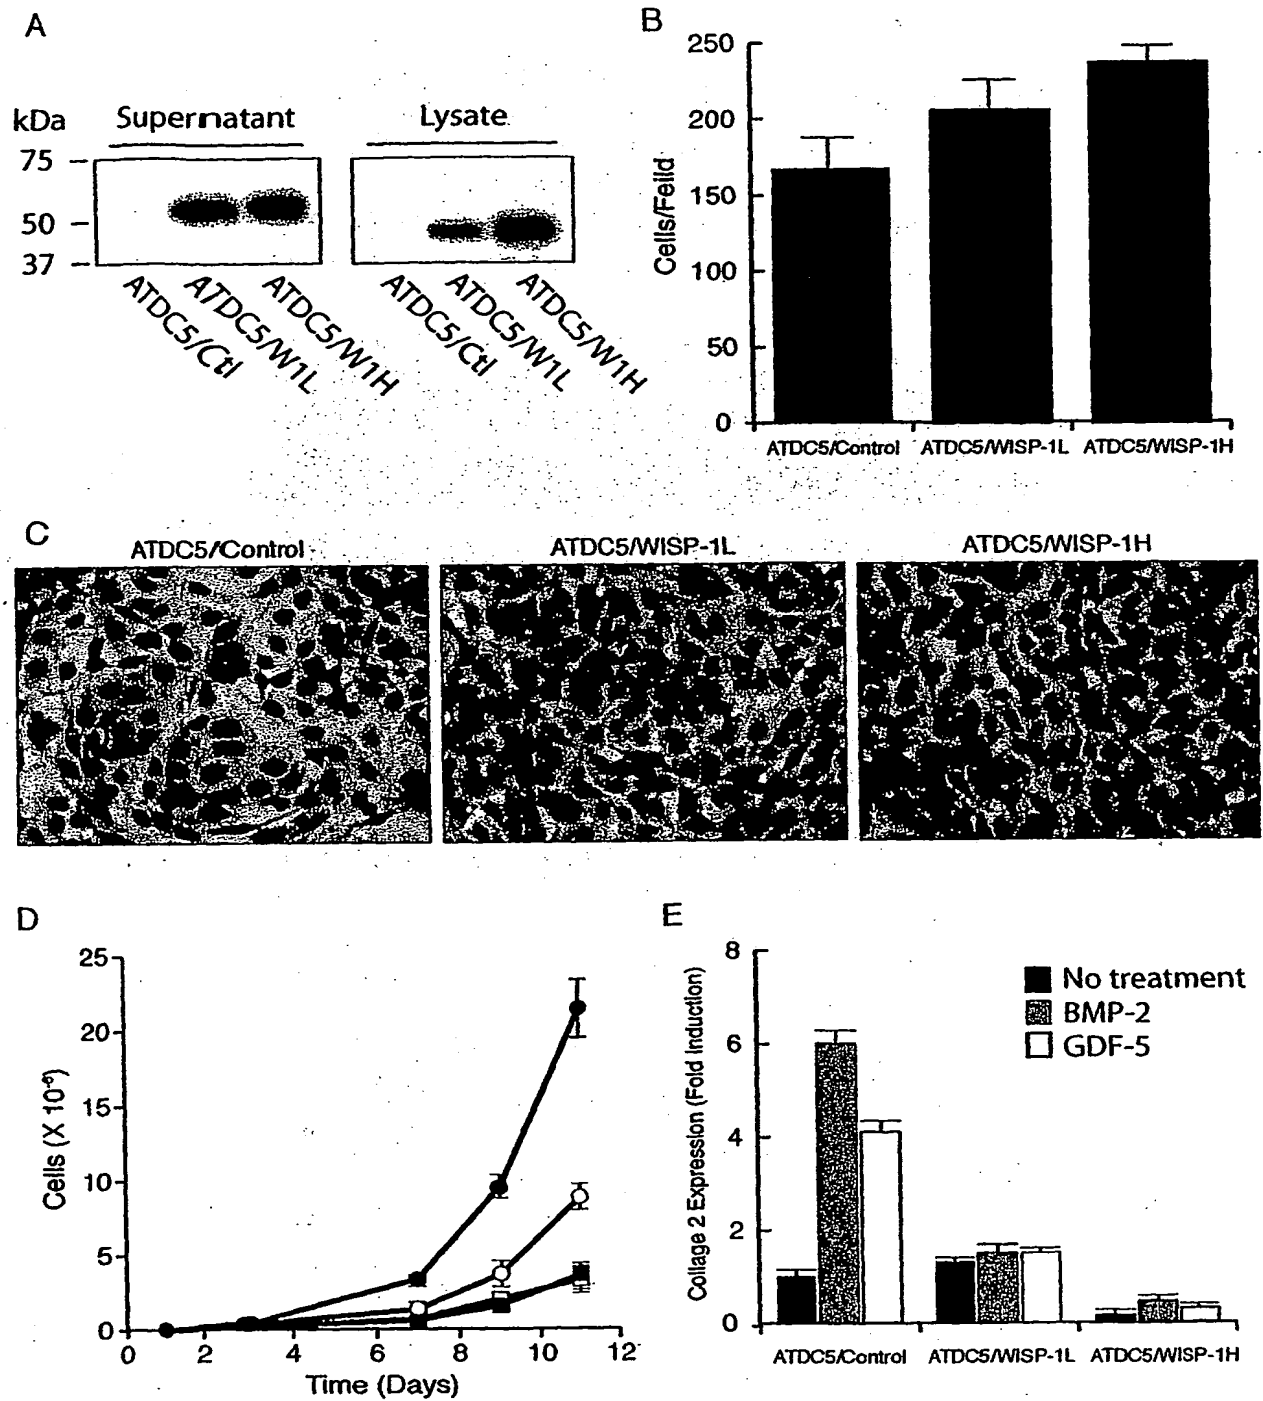 A
kDa
Supernatant
Lysate
75
50
37
ATDC5/Ctl
ATDC5/W1L
ATDC5/W1H
ATDC5/Ctl
ATDC5/W1L
ATDC5/W1H
B
Cells/Feild
250
200
150
100
50
0
ATDC5/Control
ATDC5/WISP-1L
ATDC5/WISP-1H
C
ATDC5/Control
ATDC5/WISP-1L
ATDC5/WISP-1H
D
Cells (X 10⁻⁶)
25
20
15
10
5
0
0 2 4 6 8 10 12
Time (Days)
E
Collage 2 Expression (Fold Induction)
8
6
4
2
0
No treatment
BMP-2
GDF-5
ATDC5/Control
ATDC5/WISP-1L
ATDC5/WISP-1H